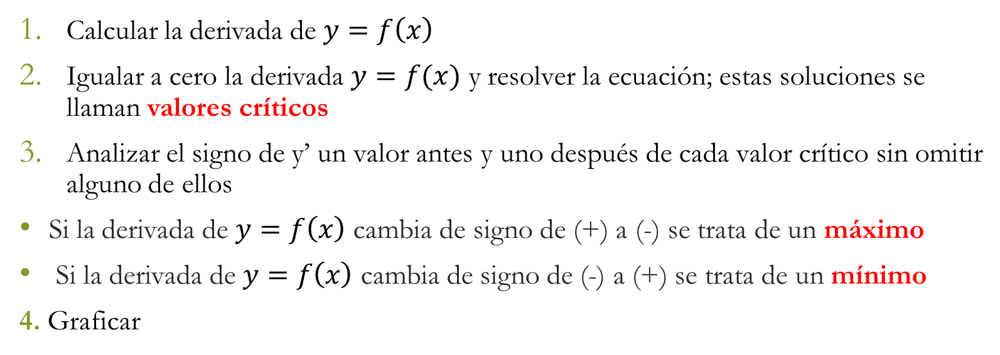 1. Calcular la derivada de y = f(x)
2. Igualar a cero la derivada y = f(x) y resolver la ecuación; estas soluciones se
llaman valores críticos
3. Analizar el signo de y’ un valor antes y uno después de cada valor crítico sin omitir
alguno de ellos
• Si la derivada de y = f(x) cambia de signo de (+) a (-) se trata de un máximo
• Si la derivada de y = f(x) cambia de signo de (-) a (+) se trata de un mínimo
4. Graficar